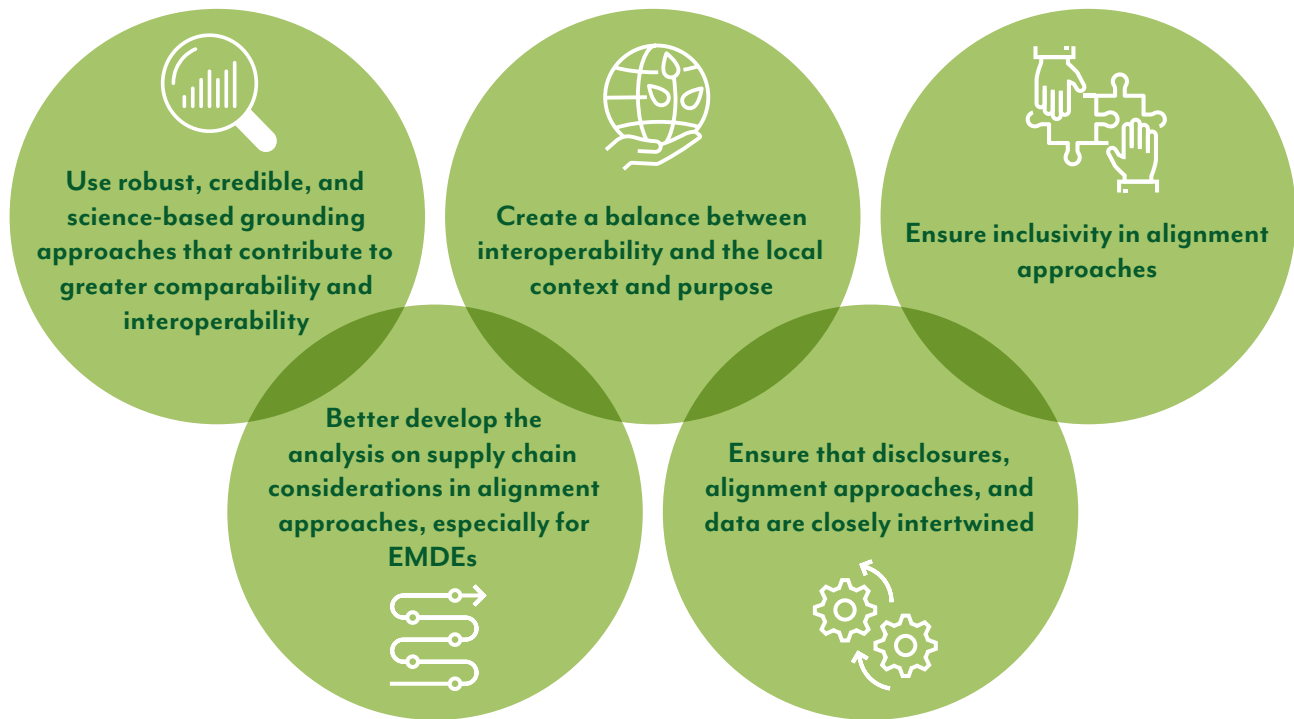 Use robust, credible, and
science-based grounding
approaches that contribute to
greater comparability and
interoperability
Create a balance between
interoperability and the local
context and purpose
Ensure inclusivity in alignment
approaches
Better develop the
analysis on supply chain
considerations in alignment
approaches, especially for
EMDEs
Ensure that disclosures,
alignment approaches, and
data are closely intertwined